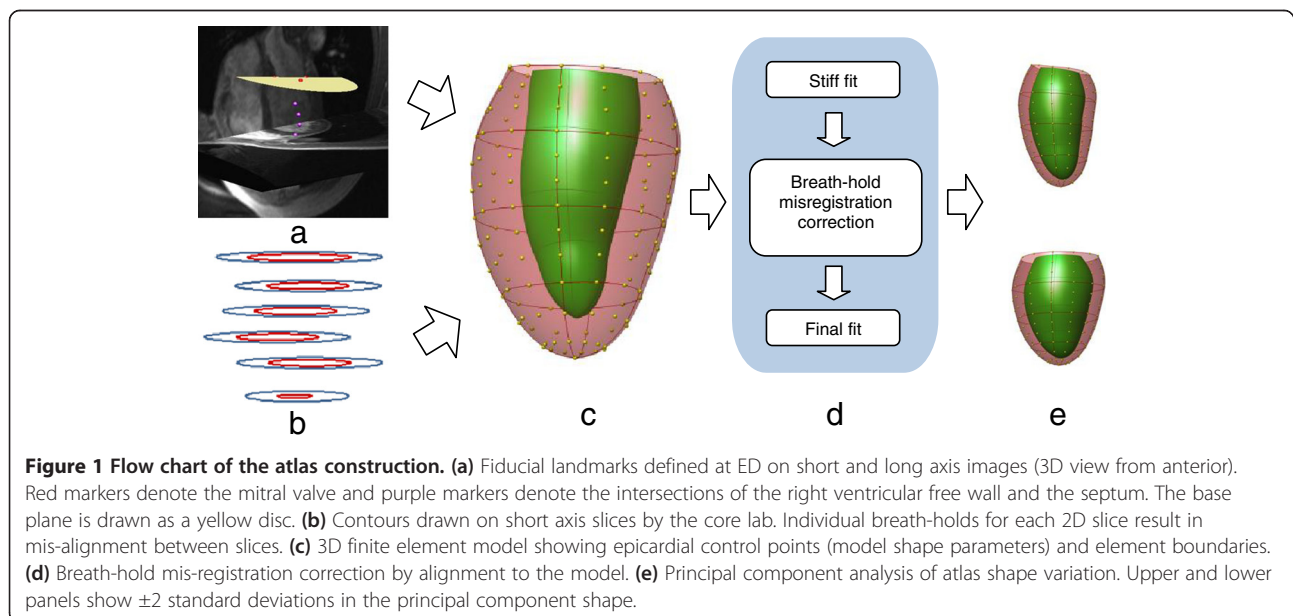 Stiff fit
Breath-hold
misregistration
correction
Final fit
a
b
c
d
e
Figure 1 Flow chart of the atlas construction. (a) Fiducial landmarks defined at ED on short and long axis images (3D view from anterior).
Red markers denote the mitral valve and purple markers denote the intersections of the right ventricular free wall and the septum. The base
plane is drawn as a yellow disc. (b) Contours drawn on short axis slices by the core lab. Individual breath-holds for each 2D slice result in
mis-alignment between slices. (c) 3D finite element model showing epicardial control points (model shape parameters) and element boundaries.
(d) Breath-hold mis-registration correction by alignment to the model. (e) Principal component analysis of atlas shape variation. Upper and lower
panels show ±2 standard deviations in the principal component shape.